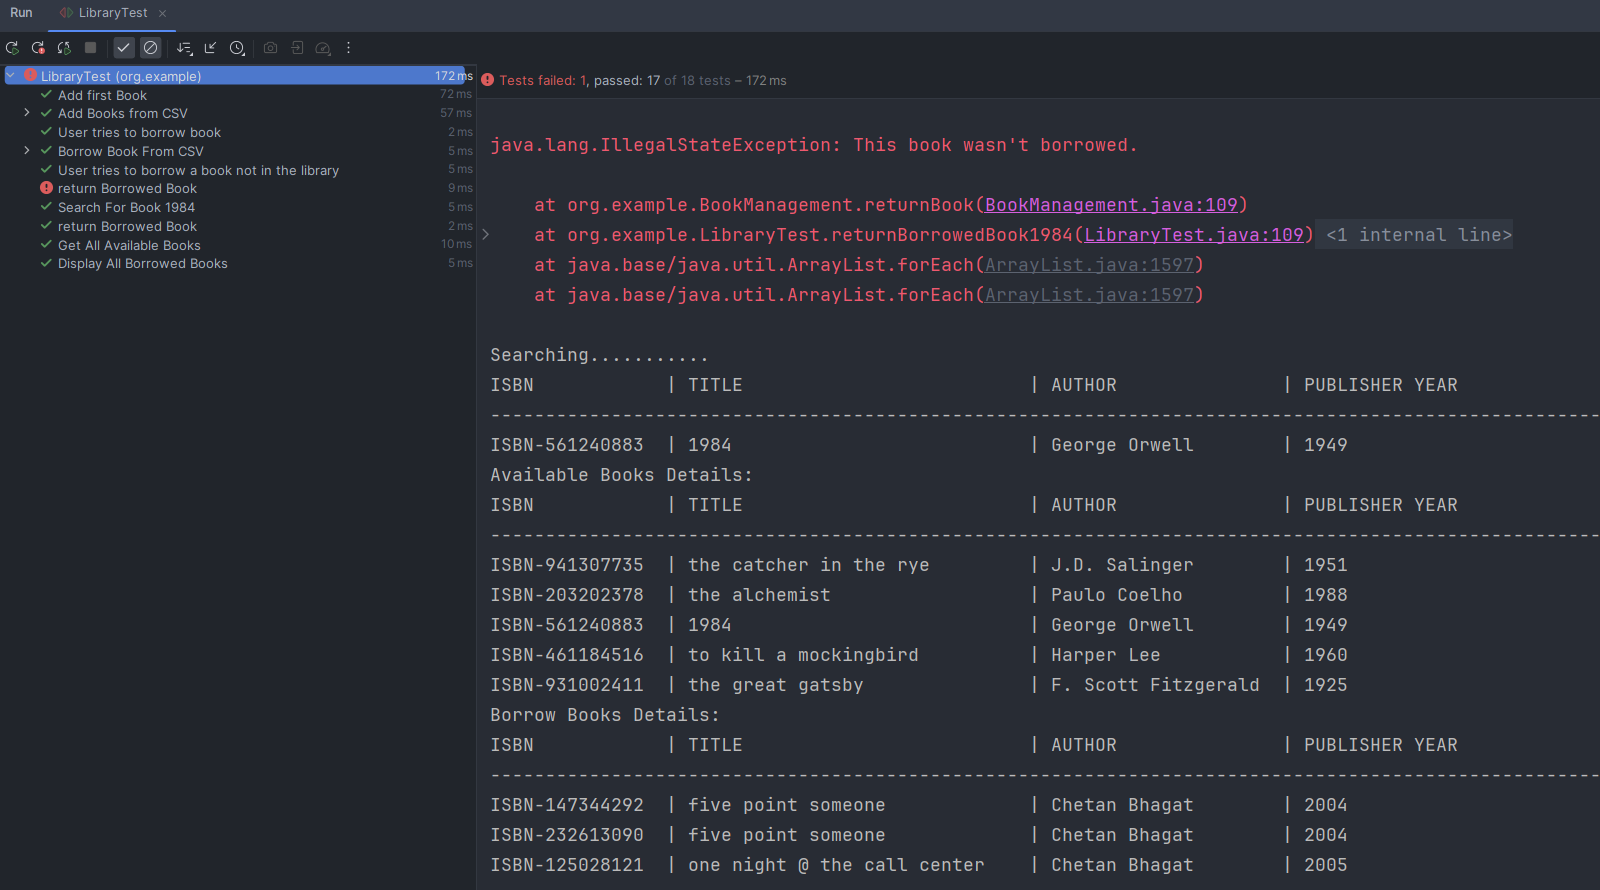 Run LibraryTest
LibraryTest (org.example) 172 ms
Add first Book 72 ms
Add Books from CSV 57 ms
User tries to borrow book 2 ms
Borrow Book From CSV 5 ms
User tries to borrow a book not in the library 5 ms
return Borrowed Book 9 ms
Search For Book 1984 5 ms
return Borrowed Book 2 ms
Get All Available Books 10 ms
Display All Borrowed Books 5 ms
Tests failed: 1, passed: 17 of 18 tests – 172 ms
java.lang.IllegalStateException: This book wasn't borrowed.
at org.example.BookManagement.returnBook(BookManagement.java:109)
at org.example.LibraryTest.returnBorrowedBook1984(LibraryTest.java:109) <1 internal line>
at java.base/java.util.ArrayList.forEach(ArrayList.java:1597)
at java.base/java.util.ArrayList.forEach(ArrayList.java:1597)
Searching...........
ISBN | TITLE | AUTHOR | PUBLISHER YEAR
ISBN-561240883 | 1984 | George Orwell | 1949
Available Books Details:
ISBN | TITLE | AUTHOR | PUBLISHER YEAR
ISBN-941307735 | the catcher in the rye | J.D. Salinger | 1951
ISBN-203202378 | the alchemist | Paulo Coelho | 1988
ISBN-561240883 | 1984 | George Orwell | 1949
ISBN-461184516 | to kill a mockingbird | Harper Lee | 1960
ISBN-931002411 | the great gatsby | F. Scott Fitzgerald | 1925
Borrow Books Details:
ISBN | TITLE | AUTHOR | PUBLISHER YEAR
ISBN-147344292 | five point someone | Chetan Bhagat | 2004
ISBN-232613090 | five point someone | Chetan Bhagat | 2004
ISBN-125028121 | one night @ the call center | Chetan Bhagat | 2005